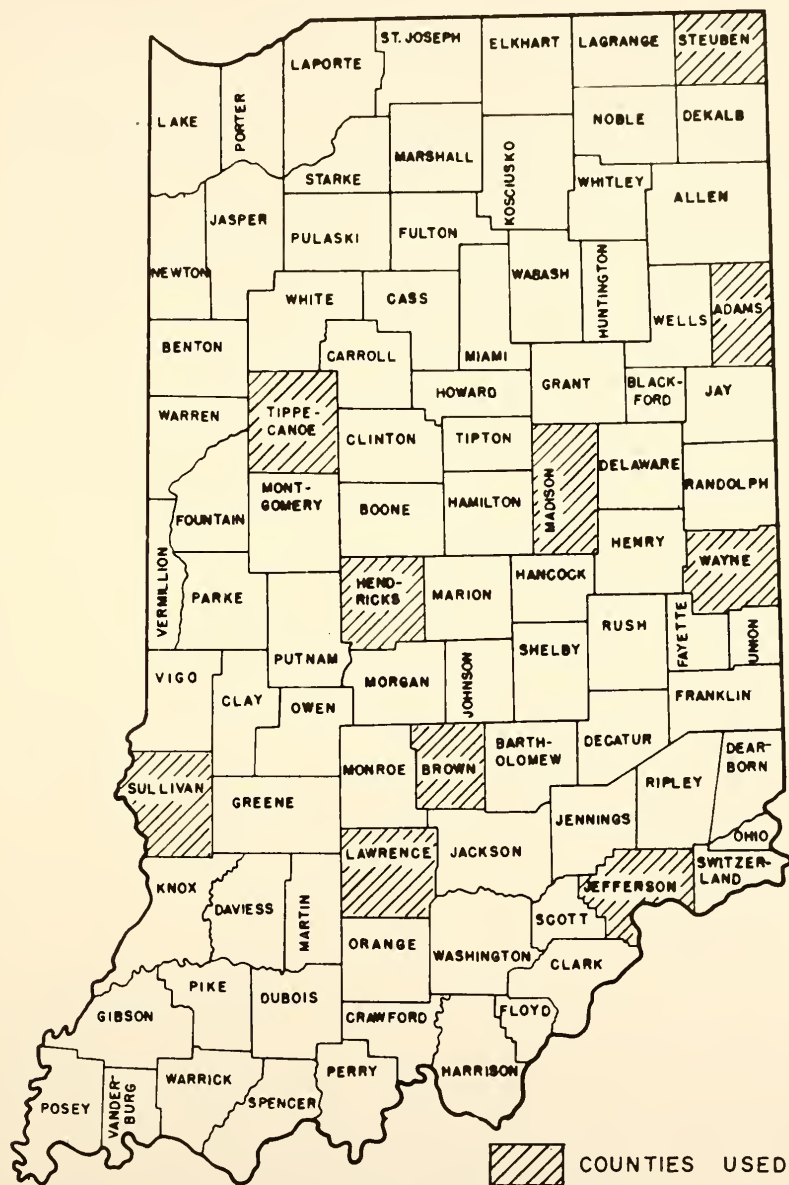 ST. JOSEPH
ELKHART
LAGRANGE
STEUBEN
LAPORTE
LAKE
PORTER
NOBLE
DEKALB
MARSHALL
STARKE
KOSCIUSKO
WHITLEY
ALLEN
JASPER
PULASKI
FULTON
NEWTON
WHITE
CASS
MIAMI
WABASH
HUNTINGTON
WELLS
ADAMS
BENTON
CARROLL
HOWARD
GRANT
BLACK-
FORD
JAY
WARREN
TIPPE-
CANOE
CLINTON
TIPTON
MADISON
DELAWARE
RANDOLPH
FOUNTAIN
MONT-
GOMERY
BOONE
HAMILTON
HENRY
WAYNE
VERMILLION
PARKE
HEND-
RICKS
MARION
HANCOCK
PUTNAM
RUSH
FAYETTE
UNION
VIGO
CLAY
OWEN
MORGAN
JOHNSON
SHELBY
FRANKLIN
SULLIVAN
GREENE
MONROE
BROWN
BARTH-
OLOMEW
DECATUR
RIPLEY
DEAR-
BORN
OHIO
LAWRENCE
JACKSON
JENNINGS
JEFFERSON
SWITZER-
LAND
KNOX
DAVIESS
MARTIN
ORANGE
WASHINGTON
SCOTT
CLARK
GIBSON
PIKE
DUBOIS
CRAWFORD
FLOYD
HARRISON
POSEY
VANDER-
BURG
WARRICK
SPENCER
PERRY
COUNTIES USED